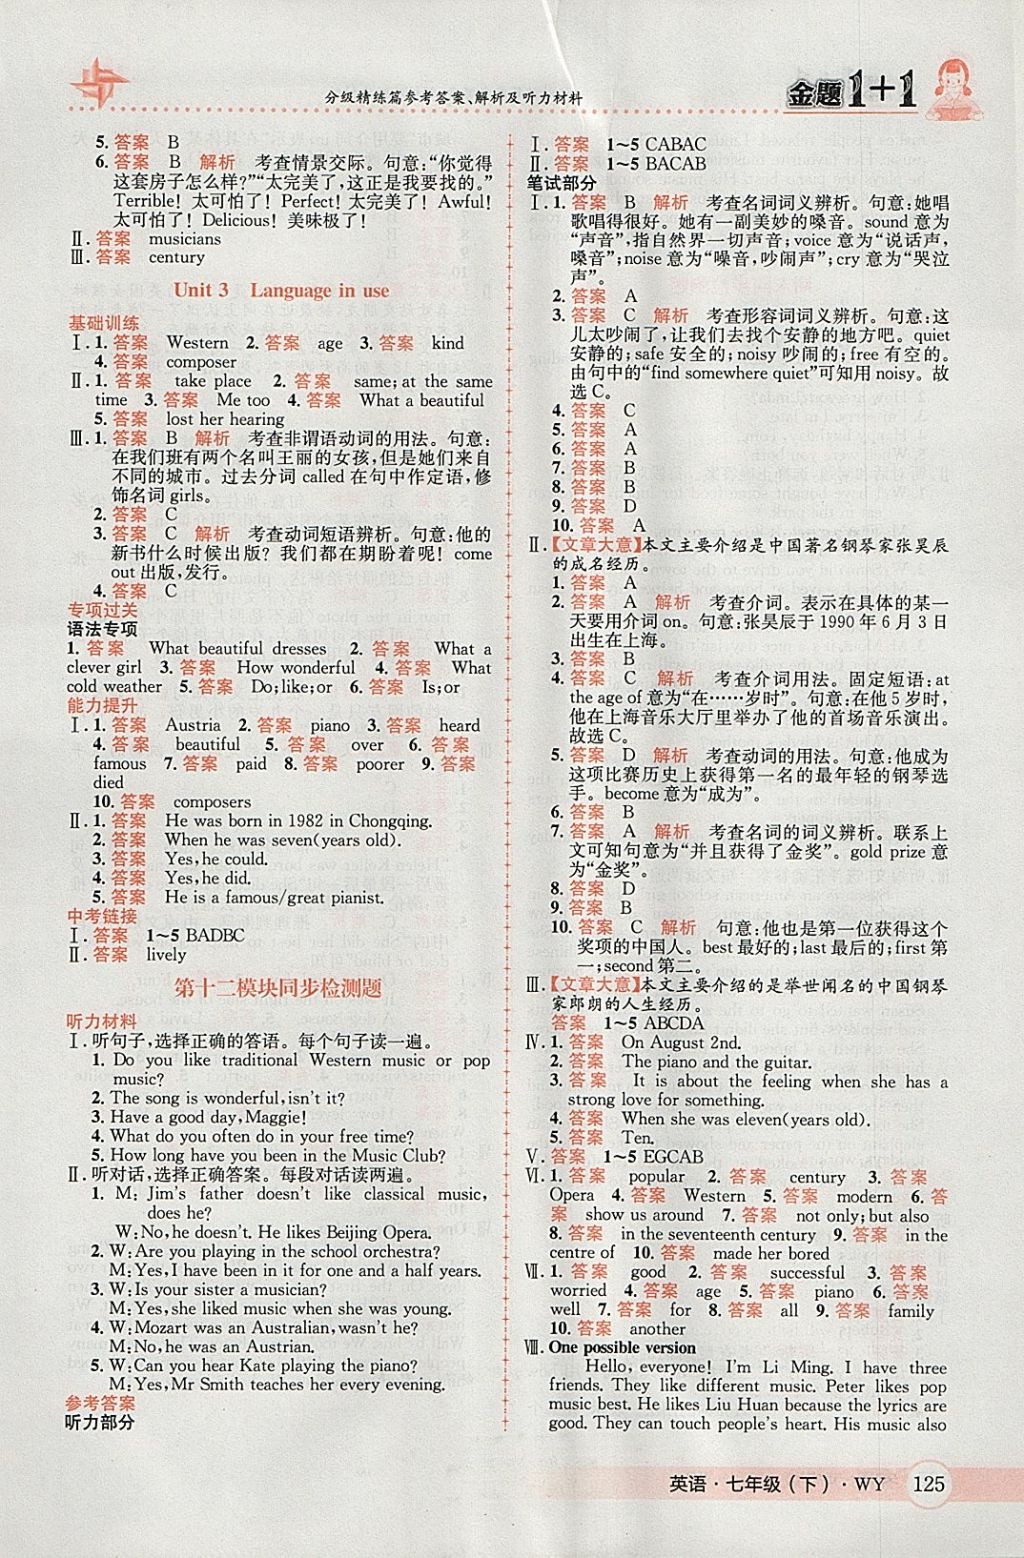 分级精练篇参考答案、解析及听力材料
金题1+1
5. 答案 B
6. 答案 B 解析 考查情景交际。句意:“你觉得
这套房子怎么样?”“太完美了,这正是我要找的。”
Terrible! 太可怕了! Perfect! 太完美了! Awful!
太可怕了! Delicious! 美味极了!
Ⅱ. 答案 musicians
Ⅲ. 答案 century
Unit 3 Language in use
基础训练
Ⅰ. 1. 答案 Western 2. 答案 age 3. 答案 kind
4. 答案 composer
Ⅱ. 1. 答案 take place 2. 答案 same; at the same
time 3. 答案 Me too 4. 答案 What a beautiful
5. 答案 lost her hearing
Ⅲ. 1. 答案 B 解析 考查非谓语动词的用法。句意:
在我们班有两个名叫王丽的女孩,但是她们来自
不同的城市。过去分词 called 在句中作定语,修
饰名词 girls。
2. 答案 C
3. 答案 C 解析 考查动词短语辨析。句意:他的
新书什么时候出版? 我们都在期盼着呢! come
out 出版,发行。
4. 答案 C
专项过关
语法专项
1. 答案 What beautiful dresses 2. 答案 What a
clever girl 3. 答案 How wonderful 4. 答案 What
cold weather 5. 答案 Do; like; or 6. 答案 Is; or
能力提升
Ⅰ. 1. 答案 Austria 2. 答案 piano 3. 答案 heard
4. 答案 beautiful 5. 答案 over 6. 答案
famous 7. 答案 paid 8. 答案 poorer 9. 答案
died
10. 答案 composers
Ⅱ. 1. 答案 He was born in 1982 in Chongqing.
2. 答案 When he was seven(years old).
3. 答案 Yes, he could.
4. 答案 Yes, he did.
5. 答案 He is a famous/great pianist.
中考链接
Ⅰ. 答案 1~5 BADBC
Ⅱ. 答案 lively
第十二模块同步检测题
听力材料
Ⅰ. 听句子,选择正确的答语。每个句子读一遍。
1. Do you like traditional Western music or pop
music?
2. The song is wonderful, isn't it?
3. Have a good day, Maggie!
4. What do you often do in your free time?
5. How long have you been in the Music Club?
Ⅱ. 听对话,选择正确答案。每段对话读两遍。
1. M: Jim's father doesn't like classical music,
does he?
W: No, he doesn't. He likes Beijing Opera.
2. W: Are you playing in the school orchestra?
M: Yes, I have been in it for one and a half years.
3. W: Is your sister a musician?
M: Yes, she liked music when she was young.
4. W: Mozart was an Australian, wasn't he?
M: No, he was an Austrian.
5. W: Can you hear Kate playing the piano?
M: Yes, Mr Smith teaches her every evening.
参考答案
听力部分
Ⅰ. 答案 1~5 CABAC
Ⅱ. 答案 1~5 BACAB
笔试部分
Ⅰ. 1. 答案 B 解析 考查名词词义辨析。句意:她唱
歌唱得很好。她有一副美妙的嗓音。sound 意为
“声音”,指自然界一切声音;voice 意为“说话声,
嗓音”;noise 意为“噪音,吵闹声”;cry 意为“哭泣
声”。
2. 答案 A
3. 答案 C 解析 考查形容词词义辨析。句意:这
儿太吵闹了,让我们去找个安静的地方吧。quiet
安静的;safe 安全的;noisy 吵闹的;free 有空的。
由句中的“find somewhere quiet”可知用 noisy。故
选 C。
4. 答案 C
5. 答案 A
6. 答案 A
7. 答案 B
8. 答案 B
9. 答案 D
10. 答案 A
Ⅱ. 【文章大意】本文主要介绍是中国著名钢琴家张昊辰
的成名经历。
1. 答案 A
2. 答案 A 解析 考查介词。表示在具体的某一
天要用介词 on。句意:张昊辰于 1990 年 6 月 3 日
出生在上海。
3. 答案 B
4. 答案 C 解析 考查介词用法。固定短语:at
the age of 意为“在……岁时”。句意:在他 5 岁时,
他在上海音乐大厅里举办了他的首场音乐演出。
故选 C。
5. 答案 D 解析 考查动词的用法。句意:他成为
这项比赛历史上获得第一名的最年轻的钢琴选
手。become 意为“成为”。
6. 答案 B
7. 答案 A 解析 考查名词的词义辨析。联系上
文可知句意为“并且获得了金奖”。gold prize 意
为“金奖”。
8. 答案 D
9. 答案 B
10. 答案 C 解析 句意:他也是第一位获得这个
奖项的中国人。best 最好的;last 最后的;first 第
一;second 第二。
Ⅲ. 【文章大意】本文主要介绍的是举世闻名的中国钢琴
家郎朗的人生经历。
答案 1~5 ABCDA
Ⅳ. 1. 答案 On August 2nd.
2. 答案 The piano and the guitar.
3. 答案 It is about the feeling when she has a
strong love for something.
4. 答案 When she was eleven(years old).
5. 答案 Ten.
Ⅴ. 答案 1~5 EGCAB
Ⅵ. 1. 答案 popular 2. 答案 century 3. 答案
Opera 4. 答案 Western 5. 答案 modern 6. 答
案 show us around 7. 答案 not only; but also
8. 答案 in the seventeenth century 9. 答案 in the
centre of 10. 答案 made her bored
Ⅶ. 1. 答案 good 2. 答案 successful 3. 答案
worried 4. 答案 age 5. 答案 piano 6. 答案
well 7. 答案 for 8. 答案 all 9. 答案 family
10. 答案 another
Ⅷ. One possible version
Hello, everyone! I'm Li Ming. I have three
friends. They like different music. Peter likes pop
music best. He likes Liu Huan because the lyrics are
good. They can touch people's heart. His music also
英语·七年级(下)·WY 125